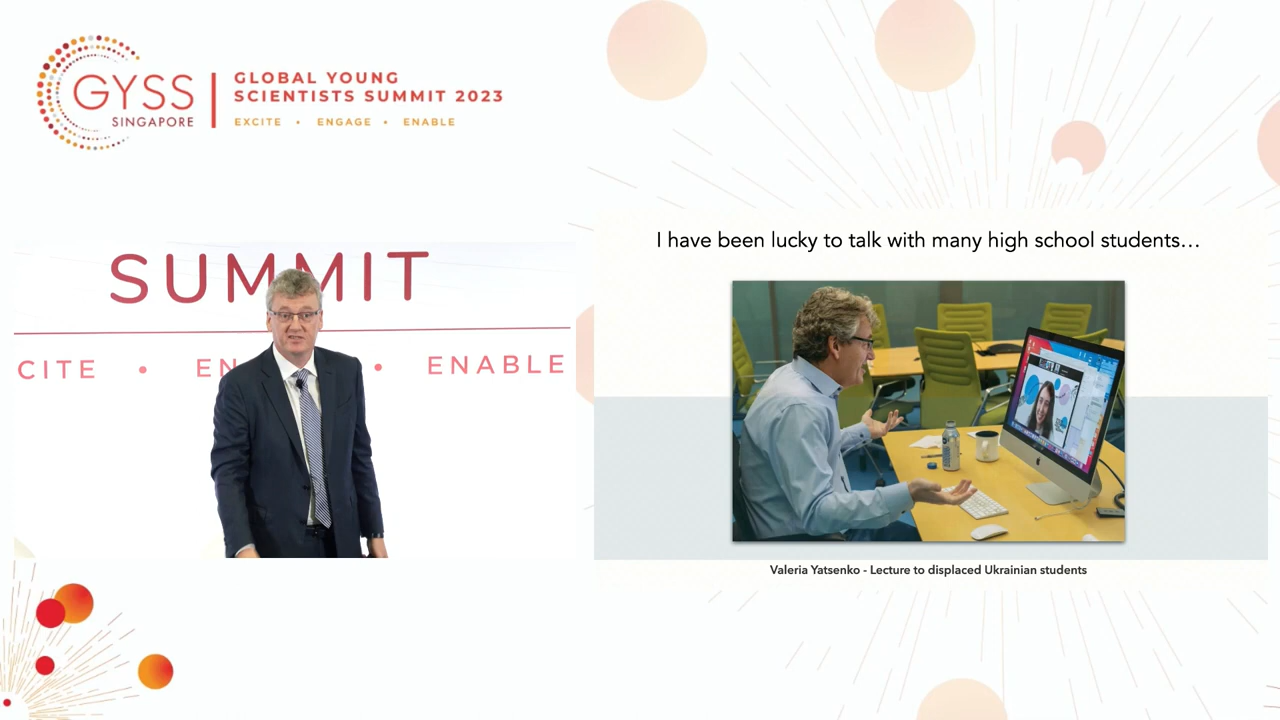 GYSS
SINGAPORE
GLOBAL YOUNG
SCIENTISTS SUMMIT 2023
EXCITE • ENGAGE • ENABLE
SUMMIT
CITE • EN • ENABLE
I have been lucky to talk with many high school students…
Valeria Yatsenko - Lecture to displaced Ukrainian students